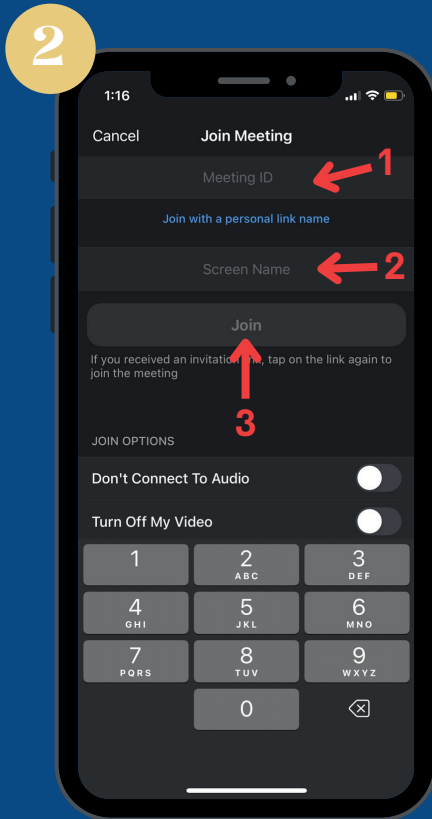 2
1:16
Cancel Join Meeting
Meeting ID 1
Join with a personal link name
Screen Name 2
Join
If you received an invitation, tap on the link again to
join the meeting
3
JOIN OPTIONS
Don't Connect To Audio
Turn Off My Video
1 2 3
ABC DEF
4 5 6
GHI JKL MNO
7 8 9
PQRS TUV WXYZ
0